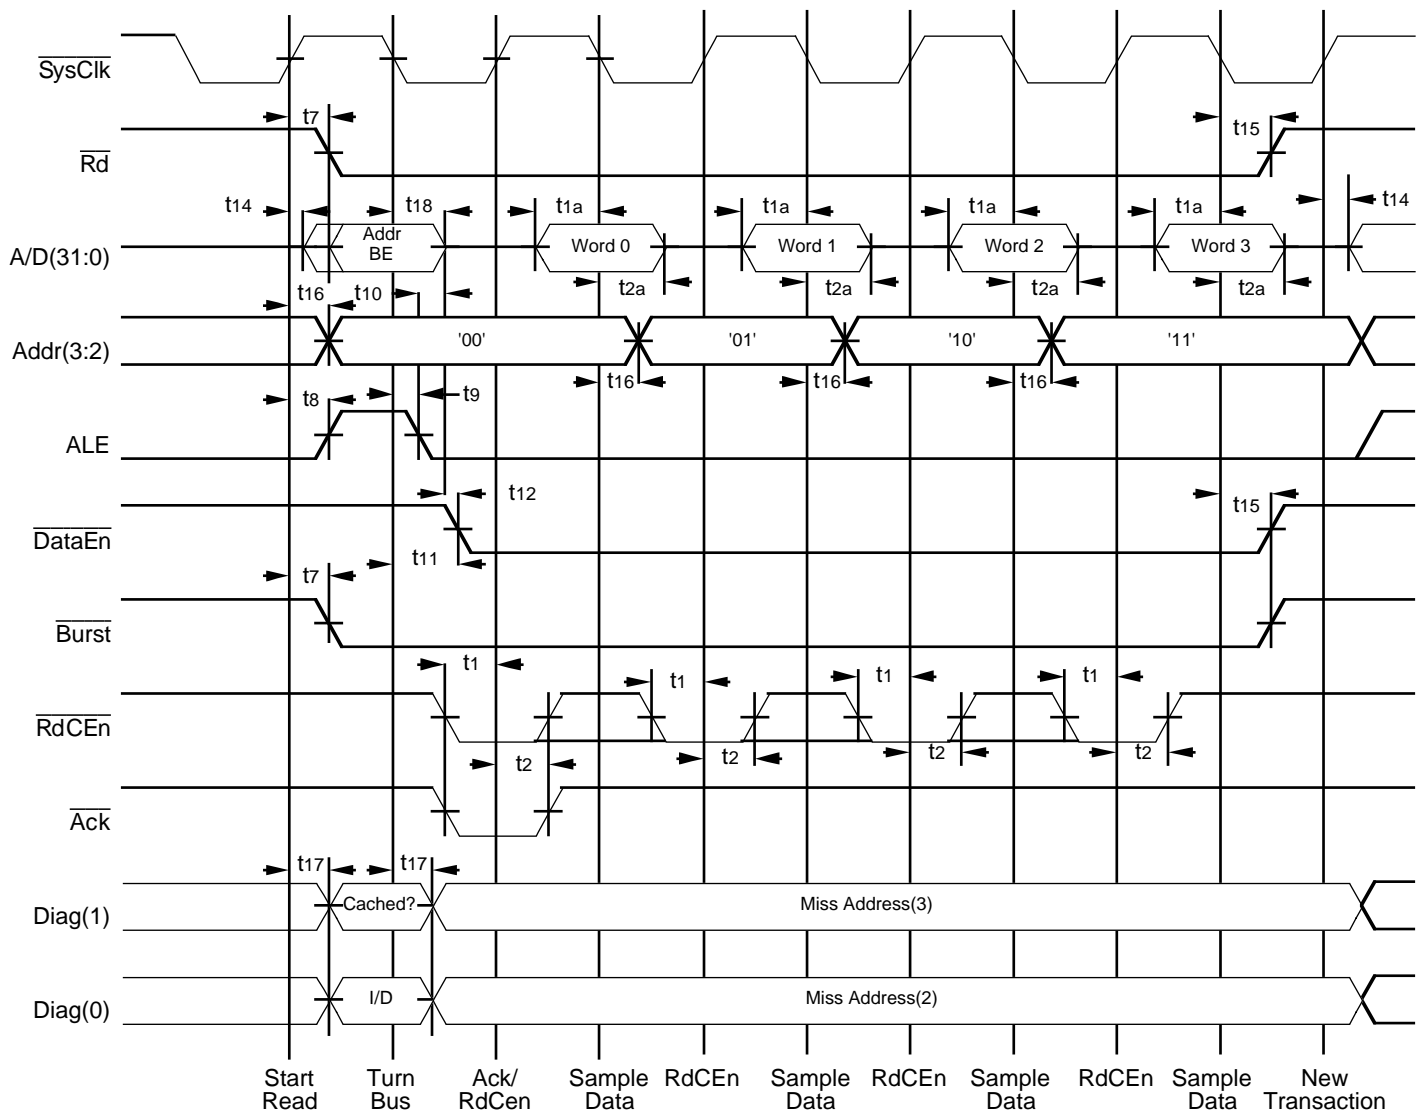 SysClk
t7
t15
Rd
t14
t18
t1a
t1a
t1a
t1a
t14
A/D(31:0)
Addr
BE
Word 0
Word 1
Word 2
Word 3
t16
t10
t2a
t2a
t2a
t2a
Addr(3:2)
'00'
'01'
'10'
'11'
t16
t16
t16
t8
t9
ALE
t12
t15
DataEn
t11
t7
Burst
t1
t1
t1
t1
RdCEn
t2
t2
t2
t2
Ack
t17
t17
Diag(1)
Cached?
Miss Address(3)
Diag(0)
I/D
Miss Address(2)
Start
Read
Turn
Bus
Ack/
RdCen
Sample
Data
RdCEn
Sample
Data
RdCEn
Sample
Data
RdCEn
Sample
Data
New
Transaction